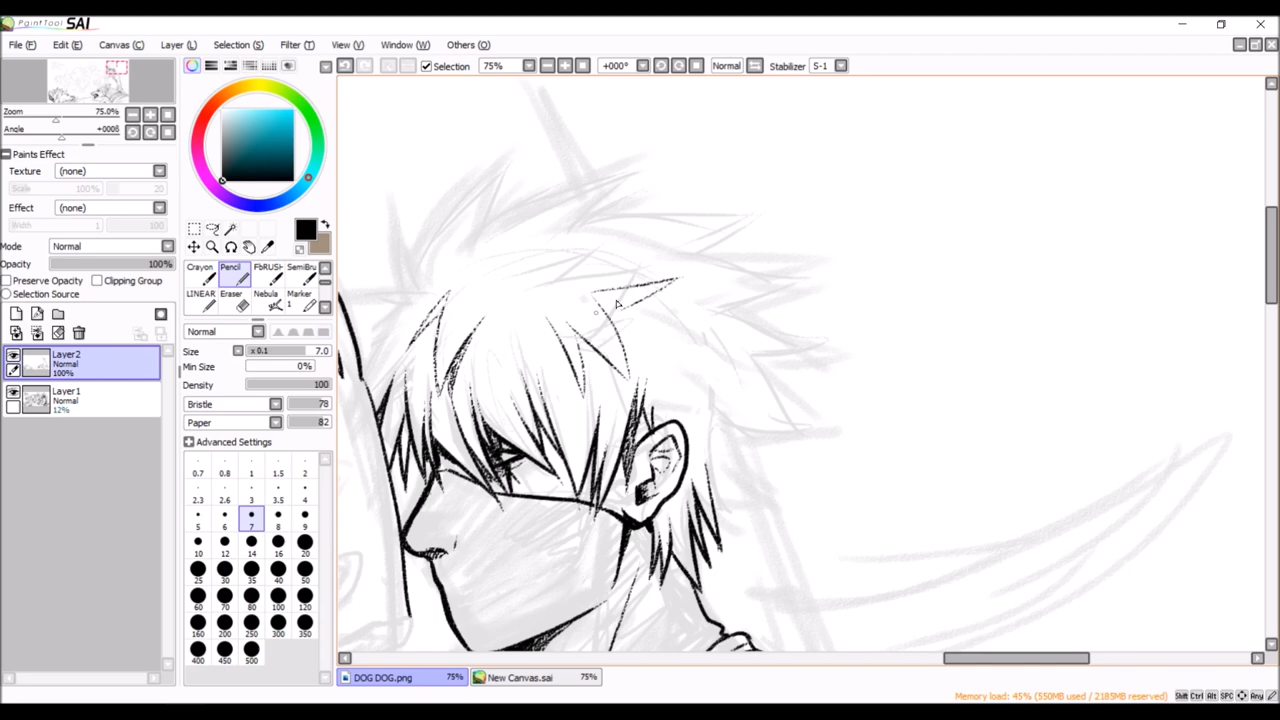 PaintTool SAI
File (F) Edit (E) Canvas (C) Layer (L) Selection (S) Filter (T) View (V) Window (W) Others (O)
Selection 75% +000° Normal Stabilizer S-1
Zoom 75.0%
Angle +000δ
Paints Effect
Texture (none)
Scale 100% 20
Effect (none)
Width 1 100
Mode Normal
Opacity 100%
Preserve Opacity Clipping Group
Selection Source
Layer2
Normal
100%
Layer1
Normal
12%
Crayon Pencil FbRUSH SemiBru
LINEAR Eraser Nebula Marker
1
Normal
Size x 0.1 7.0
Min Size 0%
Density 100
Bristle 78
Paper 82
Advanced Settings
0.7 0.8 1 1.5 2
2.3 2.6 3 3.5 4
5 6 7 8 9
10 12 14 16 20
25 30 35 40 50
60 70 80 100 120
160 200 250 300 350
400 450 500
DOG DOG.png 75% New Canvas.sai 75%
Memory load: 45% (550MB used / 2185MB reserved) Shift Ctrl Alt SPC Any